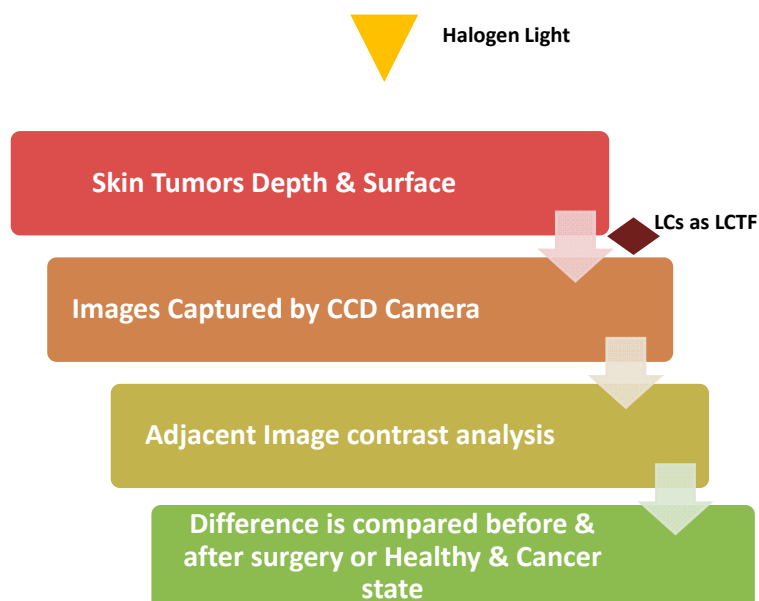 Halogen Light
Skin Tumors Depth & Surface
LCs as LCTF
Images Captured by CCD Camera
Adjacent Image contrast analysis
Difference is compared before &
after surgery or Healthy & Cancer
state